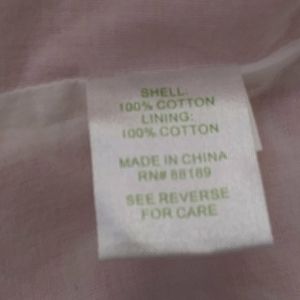 SHELL:
100% COTTON
LINING:
100% COTTON
MADE IN CHINA
RN# 88189
SEE REVERSE
FOR CARE